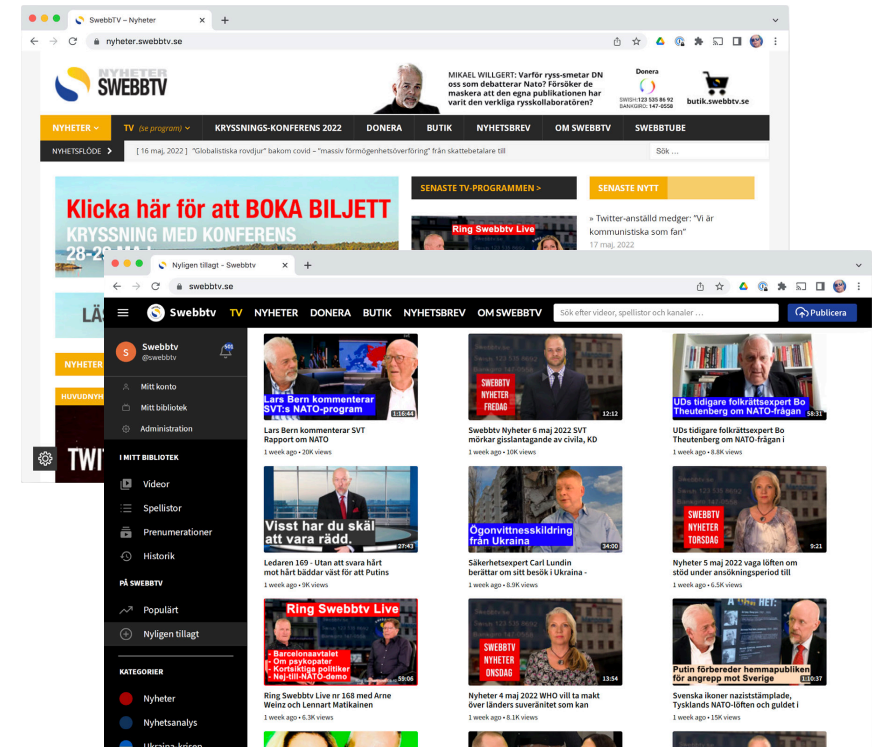 SwebbTV – Nyheter
nyheter.swebbtv.se
NYHETER
SWEBBTV
MIKAEL WILLGERT: Varför ryss-smetar DN
oss som debatterar Nato? Försöker de
maskera att den egna publikationen har
varit den verkliga rysskollaboratören?
Donera
SWISH:123 535 86 92
BANKGIRO: 147-0558
butik.swebbtv.se
NYHETER
TV (se program)
KRYSSNINGS-KONFERENS 2022
DONERA
BUTIK
NYHETSBREV
OM SWEBBTV
SWEBBTUBE
NYHETSFLÖDE
[ 16 maj, 2022 ] "Globalistiska rovdjur" bakom covid – "massiv förmögenhetsöverföring" från skattebetalare till
Sök ...
Klicka här för att BOKA BILJETT
KRYSSNING MED KONFERENS
SENASTE TV-PROGRAMMEN >
Ring Swebbtv Live
SENASTE NYTT
» Twitter-anställd medger: "Vi är
kommunistiska som fan"
17 maj, 2022
NYHETER
TWI
Nyligen tillagt - Swebbtv
swebbtv.se
Swebbtv
TV
NYHETER
DONERA
BUTIK
NYHETSBREV
OM SWEBBTV
Sök efter videor, spellistor och kanaler ...
Publicera
S
Swebbtv
@swebbtv
501
Mitt konto
Mitt bibliotek
Administration
I MITT BIBLIOTEK
Videor
Spellistor
Prenumerationer
Historik
PÅ SWEBBTV
Populärt
Nyligen tillagt
KATEGORIER
Nyheter
Nyhetsanalys
Ukraina-krisen
Lars Bern kommenterar
SVT:s NATO-program
1:16:44
Lars Bern kommenterar SVT
Rapport om NATO
1 week ago • 20K views
SWEBBTV
NYHETER
FREDAG
12:12
Swebbtv Nyheter 6 maj 2022 SVT
mörkar gisslantagande av civila, KD
1 week ago • 10K views
UDs tidigare folkrättsexpert Bo
Theutenberg om NATO-frågan
58:31
UDs tidigare folkrättsexpert Bo
Theutenberg om NATO-frågan i
1 week ago • 8.8K views
Visst har du skäl
att vara rädd.
27:43
Ledaren 169 - Utan att svara hårt
mot hårt bäddar väst för att Putins
1 week ago • 9K views
Ögonvittnesskildring
från Ukraina
34:00
Säkerhetsexpert Carl Lundin
berättar om sitt besök i Ukraina -
1 week ago • 8.9K views
SWEBBTV
NYHETER
TORSDAG
9:21
Nyheter 5 maj 2022 vaga löften om
stöd under ansökningsperiod till
1 week ago • 6.5K views
Ring Swebbtv Live
- Barcelonaavtalet
- Om psykopater
- Kortsiktiga politiker
- Nej-till-NATO-demo
59:06
Ring Swebbtv Live nr 168 med Arne
Weinz och Lennart Matikainen
1 week ago • 6.3K views
SWEBBTV
NYHETER
ONSDAG
13:54
Nyheter 4 maj 2022 WHO vill ta makt
över länders suveränitet som kan
1 week ago • 8.1K views
Putin förbereder hemmapubliken
för angrepp mot Sverige
1:10:37
Svenska ikoner naziststämplade,
Tysklands NATO-löften och guldet i
1 week ago • 15K views